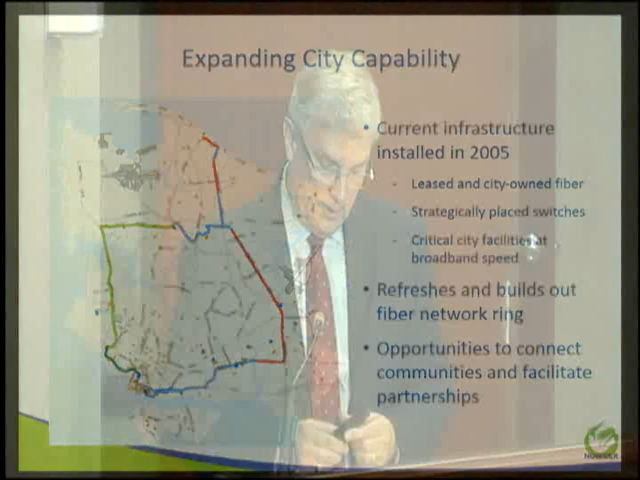 Expanding City Capability
• Current infrastructure
installed in 2005
- Leased and city-owned fiber
- Strategically placed switches
- Critical city facilities at
broadband speed
• Refreshes and builds out
fiber network ring
• Opportunities to connect
communities and facilitate
partnerships